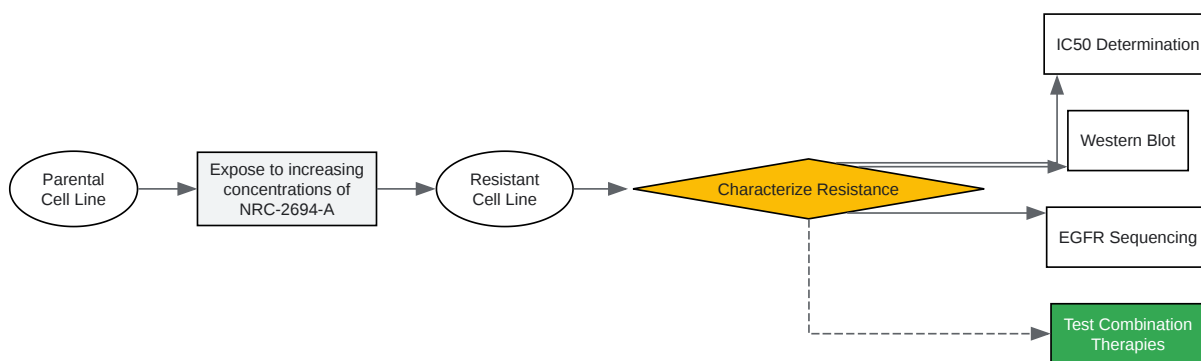 Parental
Cell Line
Expose to increasing
concentrations of
NRC-2694-A
Resistant
Cell Line
Characterize Resistance
IC50 Determination
Western Blot
EGFR Sequencing
Test Combination
Therapies